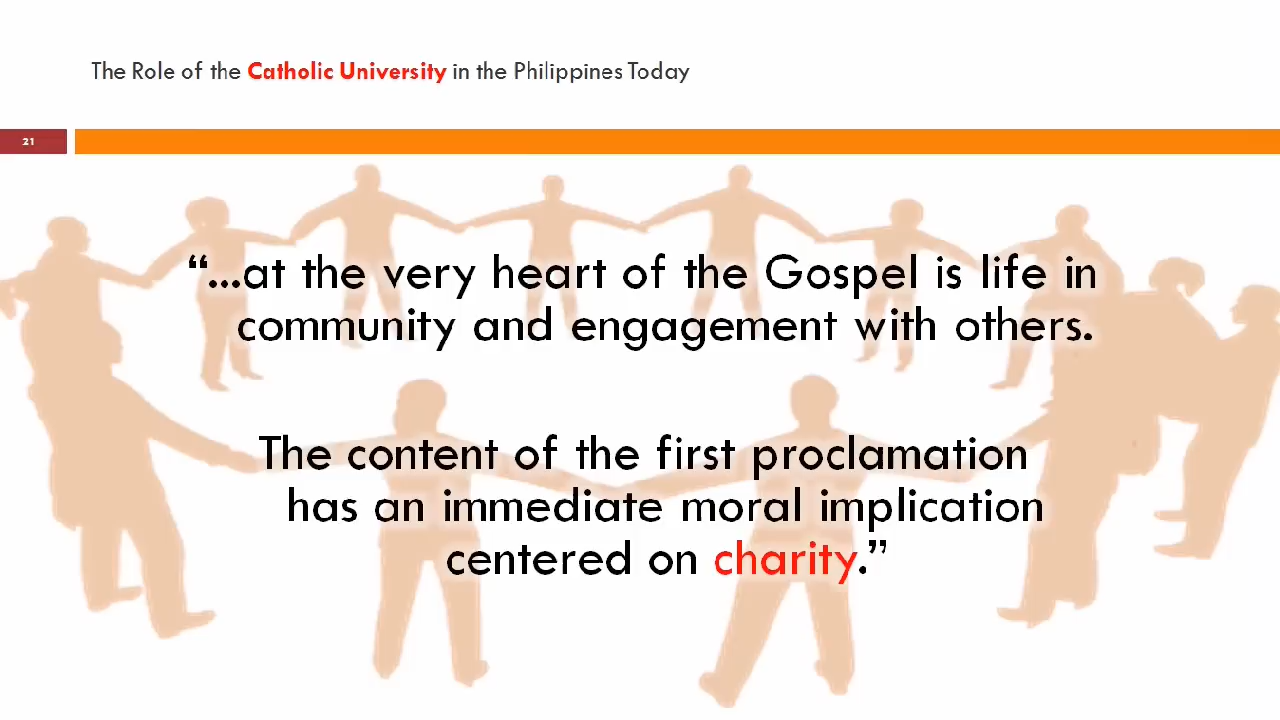 The Role of the Catholic University in the Philippines Today
21
“...at the very heart of the Gospel is life in
community and engagement with others.
The content of the first proclamation
has an immediate moral implication
centered on charity.”